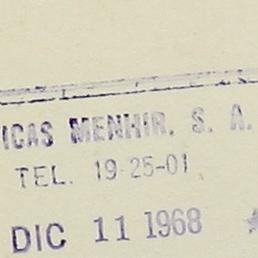 ICAS MENHIR, S. A.
TEL. 19-25-01
DIC 11 1968